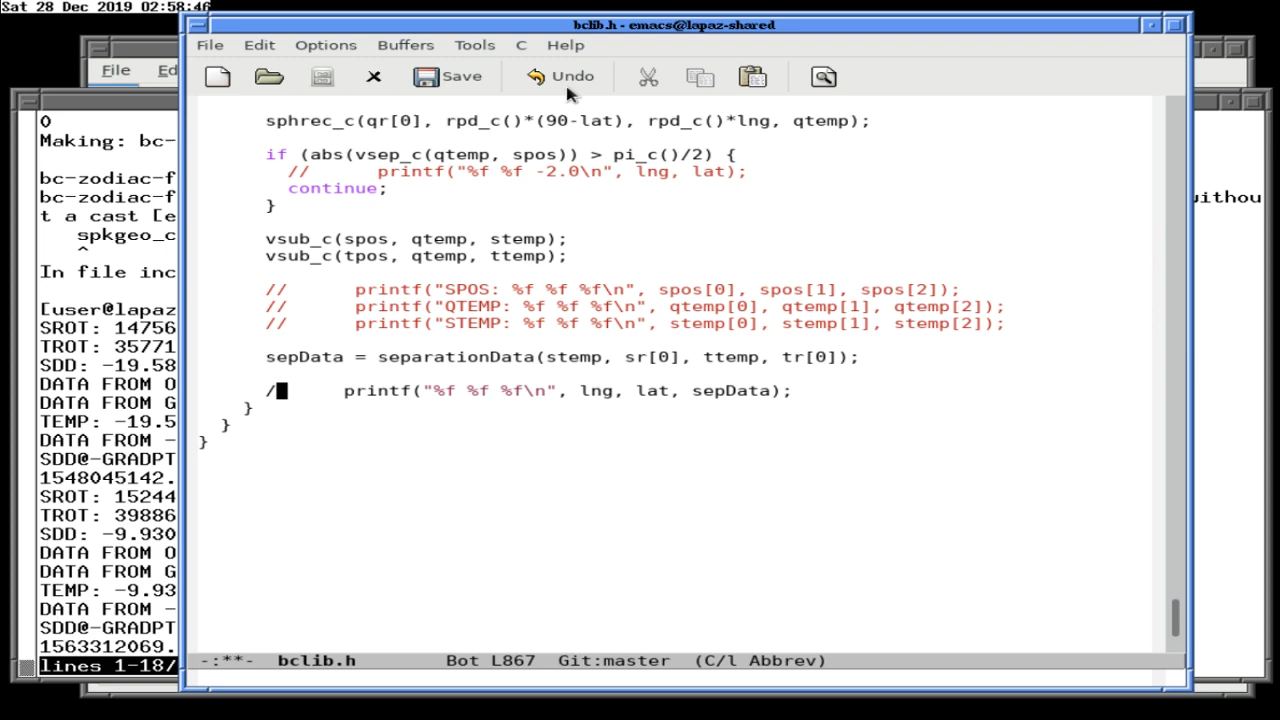 Sat 28 Dec 2019 02:58:46
bclib.h - emacs@lapaz-shared
File Edit Options Buffers Tools C Help
Save Undo
File Ed
sphrec_c(qr[0], rpd_c()*(90-lat), rpd_c()*lng, qtemp);
if (abs(vsep_c(qtemp, spos)) > pi_c()/2) {
//      printf("%f %f -2.0\n", lng, lat);
continue;
}
vsub_c(spos, qtemp, stemp);
vsub_c(tpos, qtemp, ttemp);
//      printf("SPOS: %f %f %f\n", spos[0], spos[1], spos[2]);
//      printf("QTEMP: %f %f %f\n", qtemp[0], qtemp[1], qtemp[2]);
//      printf("STEMP: %f %f %f\n", stemp[0], stemp[1], stemp[2]);
sepData = separationData(stemp, sr[0], ttemp, tr[0]);
/      printf("%f %f %f\n", lng, lat, sepData);
}
}
}
-:**-  bclib.h        Bot L867  Git:master  (C/l Abbrev)
0
Making: bc-
bc-zodiac-f
bc-zodiac-f
withou
t a cast [e
spkgeo_c
^
In file inc
[user@lapaz
SROT: 14756
TROT: 35771
SDD: -19.58
DATA FROM O
DATA FROM G
TEMP: -19.5
DATA FROM -
SDD@-GRADPT
1548045142.
SROT: 15244
TROT: 39886
SDD: -9.930
DATA FROM O
DATA FROM G
TEMP: -9.93
DATA FROM -
SDD@-GRADPT
1563312069.
lines 1-18/